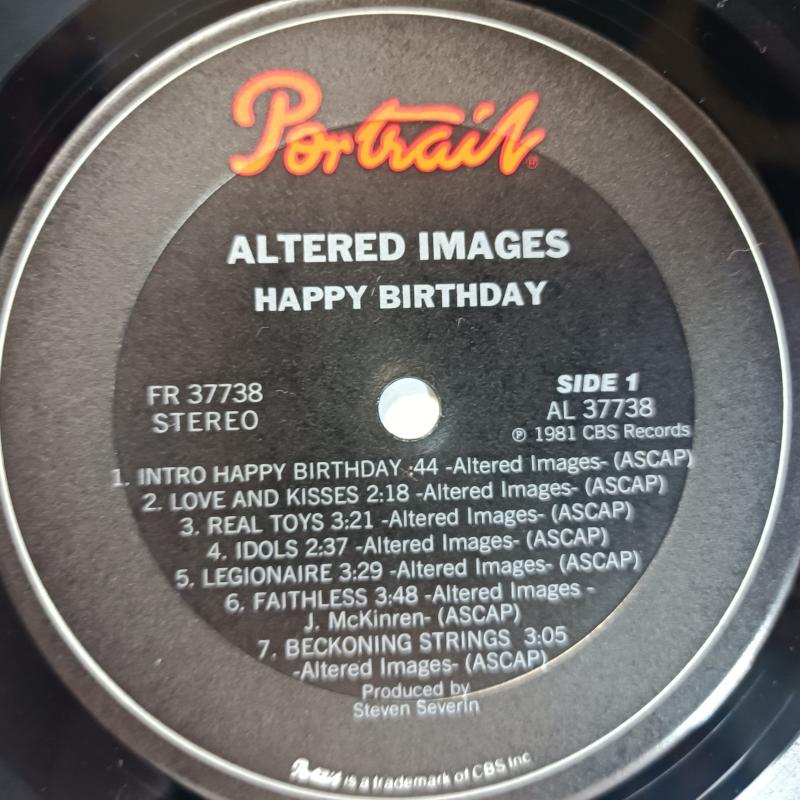 Portrait®
ALTERED IMAGES
HAPPY BIRTHDAY
FR 37738
STEREO
SIDE 1
AL 37738
℗ 1981 CBS Records
1. INTRO HAPPY BIRTHDAY :44 -Altered Images- (ASCAP)
2. LOVE AND KISSES 2:18 -Altered Images- (ASCAP)
3. REAL TOYS 3:21 -Altered Images- (ASCAP)
4. IDOLS 2:37 -Altered Images- (ASCAP)
5. LEGIONAIRE 3:29 -Altered Images- (ASCAP)
6. FAITHLESS 3:48 -Altered Images -
J. McKinren- (ASCAP)
7. BECKONING STRINGS 3:05
-Altered Images- (ASCAP)
Produced by
Steven Severin
Portrait is a trademark of CBS Inc